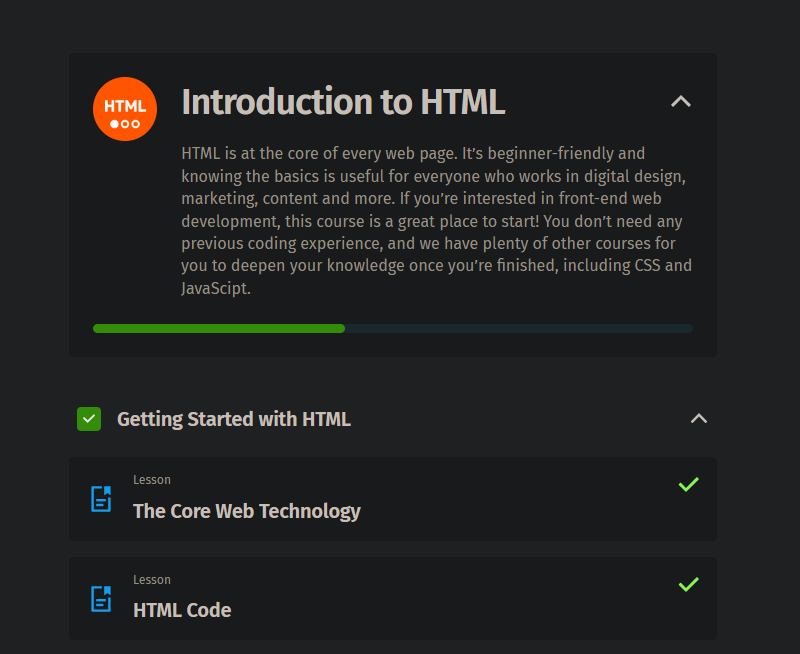 HTML
Introduction to HTML
HTML is at the core of every web page. It's beginner-friendly and
knowing the basics is useful for everyone who works in digital design,
marketing, content and more. If you're interested in front-end web
development, this course is a great place to start! You don't need any
previous coding experience, and we have plenty of other courses for
you to deepen your knowledge once you're finished, including CSS and
JavaScipt.
Getting Started with HTML
Lesson
The Core Web Technology
Lesson
HTML Code